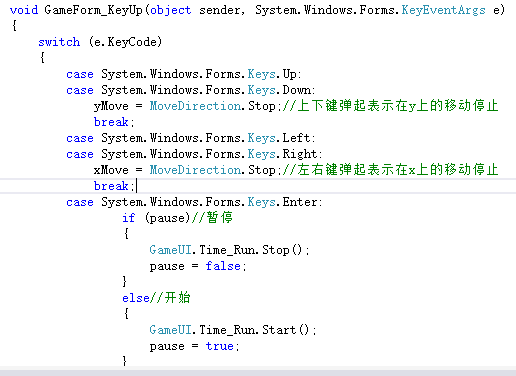 void GameForm_KeyUp(object sender, System.Windows.Forms.KeyEventArgs e)
{
switch (e.KeyCode)
{
case System.Windows.Forms.Keys.Up:
case System.Windows.Forms.Keys.Down:
yMove = MoveDirection.Stop;//上下键弹起表示在y上的移动停止
break;
case System.Windows.Forms.Keys.Left:
case System.Windows.Forms.Keys.Right:
xMove = MoveDirection.Stop;//左右键弹起表示在x上的移动停止
break;
case System.Windows.Forms.Keys.Enter:
if (pause)//暂停
{
GameUI.Time_Run.Stop();
pause = false;
}
else//开始
{
GameUI.Time_Run.Start();
pause = true;
}